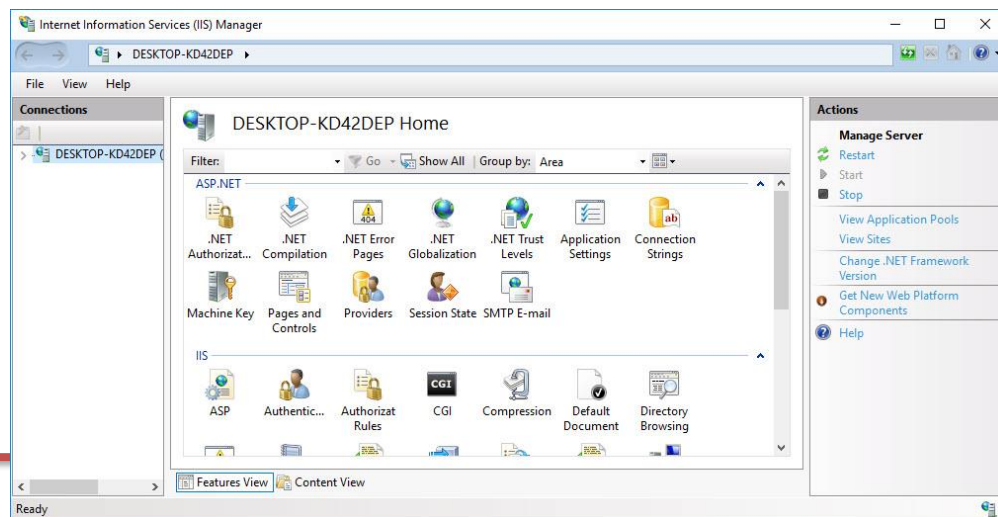 Internet Information Services (IIS) Manager
DESKTOP-KD42DEP
File View Help
Connections
DESKTOP-KD42DEP (
DESKTOP-KD42DEP Home
Filter: Go Show All Group by: Area
ASP.NET
.NET Authorizat...
.NET Compilation
.NET Error Pages
404
.NET Globalization
.NET Trust Levels
Application Settings
Connection Strings
ab
Machine Key
Pages and Controls
Providers
Session State
SMTP E-mail
IIS
ASP
Authentic...
Authorizat Rules
CGI
CGI
Compression
Default Document
Directory Browsing
Features View Content View
Actions
Manage Server
Restart
Start
Stop
View Application Pools
View Sites
Change .NET Framework
Version
Get New Web Platform
Components
Help
Ready